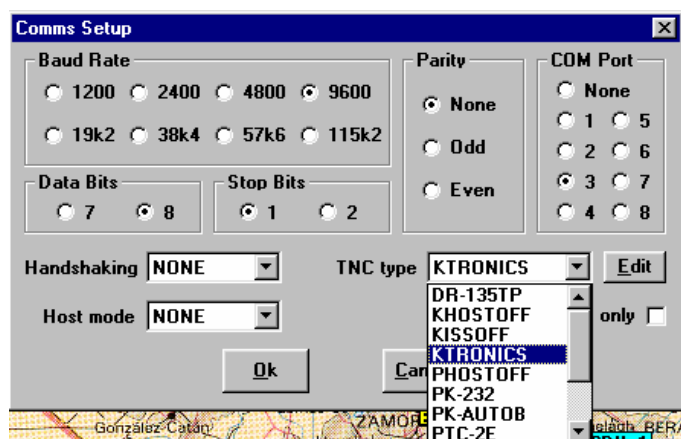 Comms Setup
Baud Rate
1200 2400 4800 9600
19k2 38k4 57k6 115k2
Parity
None
Odd
Even
COM Port
None
1 5
2 6
3 7
4 8
Data Bits
7 8
Stop Bits
1 2
Handshaking NONE
TNC type KTRONICS Edit
Host mode NONE
DR-135TP
KHOSTOFF
KISSOFF
KTRONICS
PHOSTOFF
PK-232
PK-AUTOB
PTC-2E
only
Ok
Can
González Catán
ZAMOR
BERA